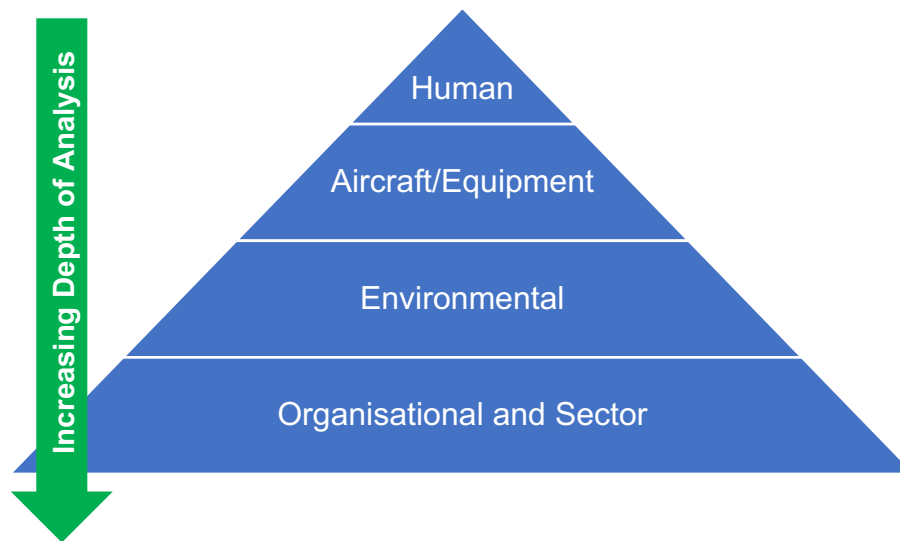 Increasing Depth of Analysis
Human
Aircraft/Equipment
Environmental
Organisational and Sector